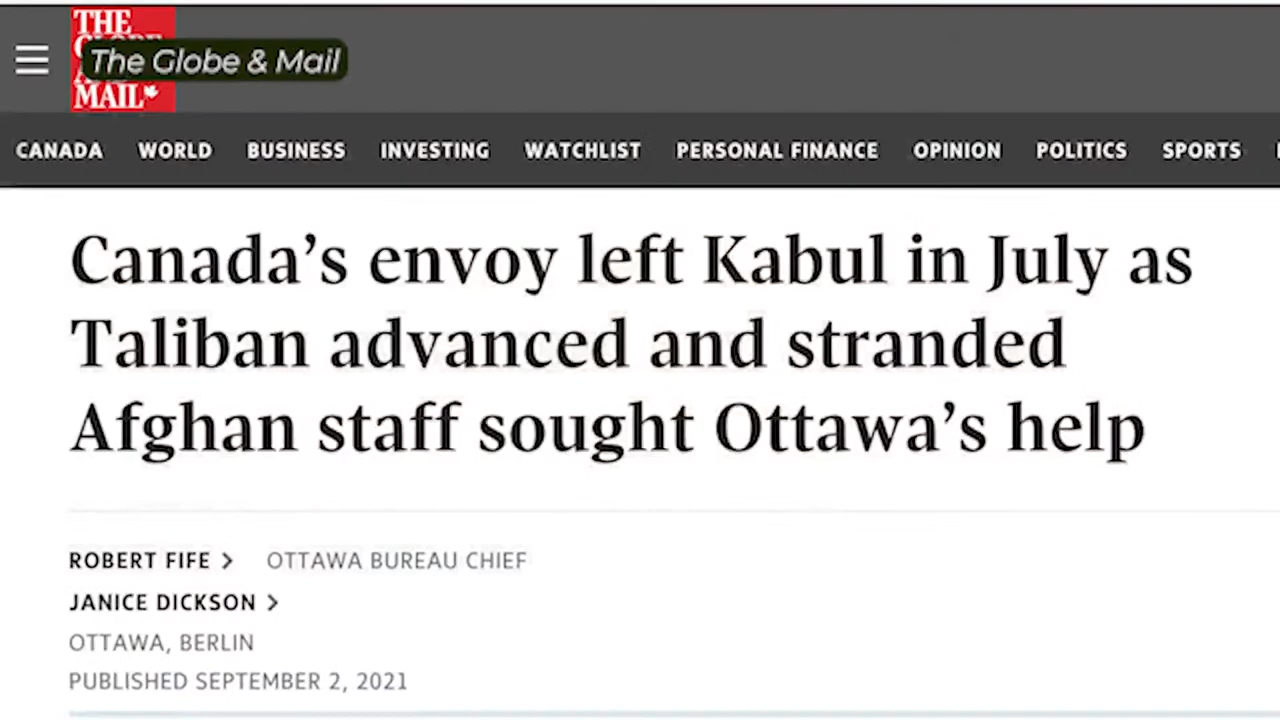 THE
The Globe & Mail
MAIL
CANADA WORLD BUSINESS INVESTING WATCHLIST PERSONAL FINANCE OPINION POLITICS SPORTS
Canada’s envoy left Kabul in July as
Taliban advanced and stranded
Afghan staff sought Ottawa’s help
ROBERT FIFE > OTTAWA BUREAU CHIEF
JANICE DICKSON >
OTTAWA, BERLIN
PUBLISHED SEPTEMBER 2, 2021